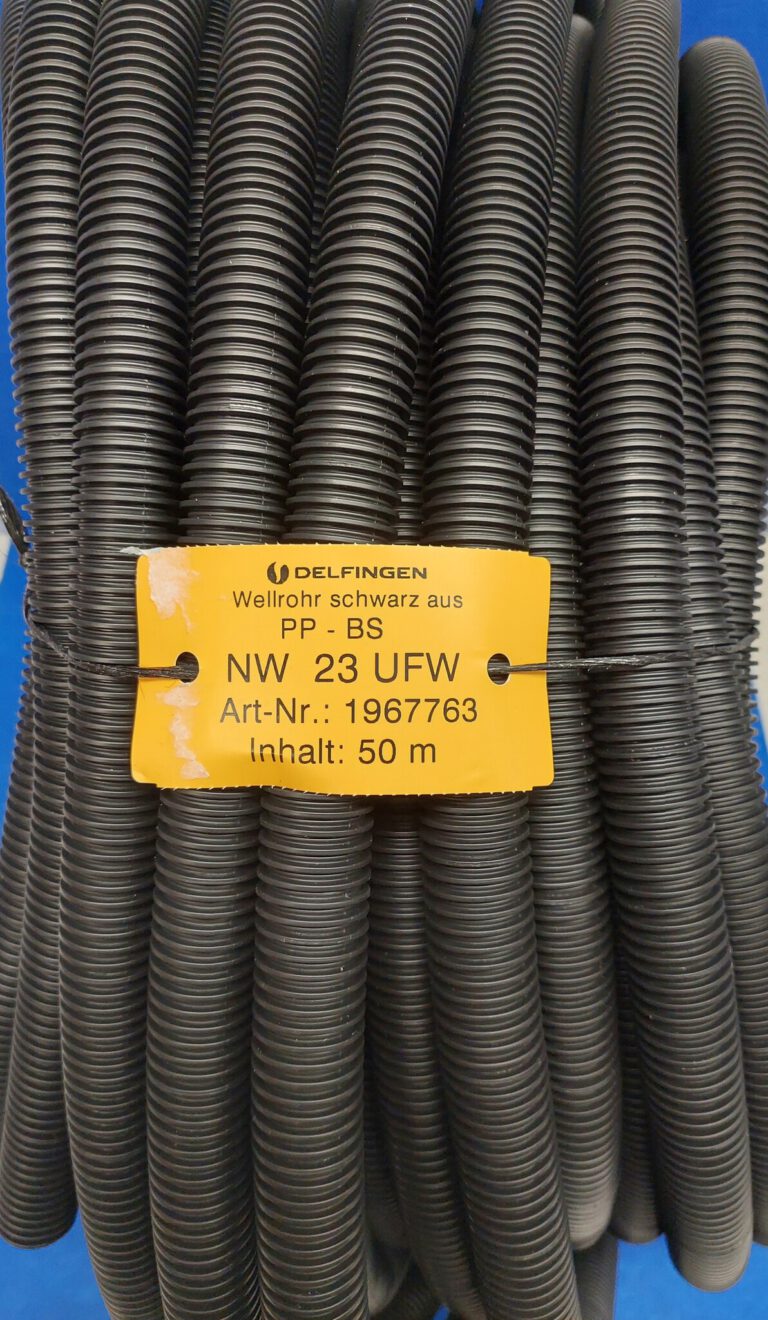 DELFINGEN
Wellrohr schwarz aus
PP - BS
NW 23 UFW
Art-Nr.: 1967763
Inhalt: 50 m